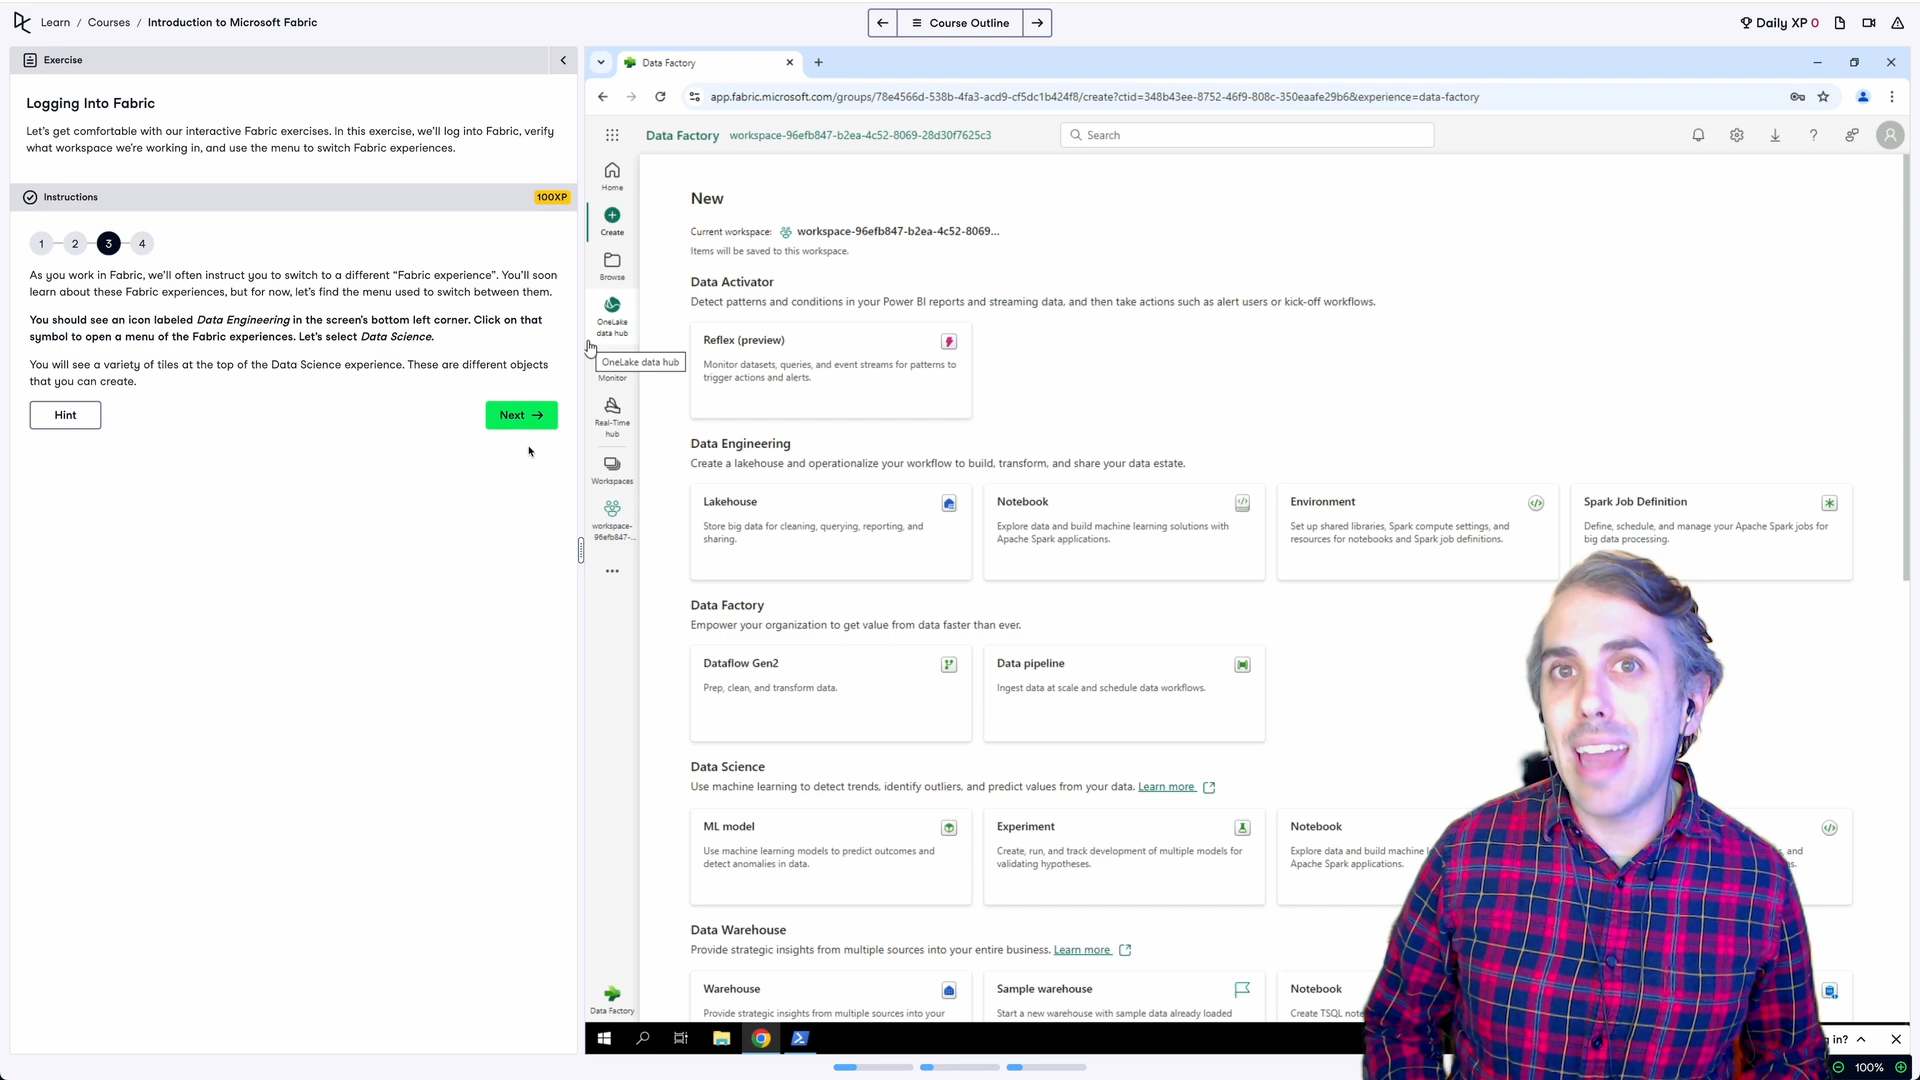 Learn / Courses / Introduction to Microsoft Fabric
Course Outline
Daily XP 0
Exercise
Logging Into Fabric
Let's get comfortable with our interactive Fabric exercises. In this exercise, we'll log into Fabric, verify
what workspace we're working in, and use the menu to switch Fabric experiences.
Instructions
100XP
1 2 3 4
As you work in Fabric, we'll often instruct you to switch to a different “Fabric experience”. You'll soon
learn about these Fabric experiences, but for now, let's find the menu used to switch between them.
You should see an icon labeled Data Engineering in the screen's bottom left corner. Click on that
symbol to open a menu of the Fabric experiences. Let's select Data Science.
You will see a variety of tiles at the top of the Data Science experience. These are different objects
that you can create.
Hint
Next
Data Factory
app.fabric.microsoft.com/groups/78e4566d-538b-4fa3-acd9-cf5dc1b424f8/create?ctid=348b43ee-8752-46f9-808c-350eaafe29b6&experience=data-factory
Data Factory workspace-96efb847-b2ea-4c52-8069-28d30f7625c3
Search
Home
Create
Browse
OneLake
data hub
OneLake data hub
Monitor
Real-Time
hub
Workspaces
workspace-
96efb847-...
Data Factory
New
Current workspace: workspace-96efb847-b2ea-4c52-8069...
Items will be saved to this workspace.
Data Activator
Detect patterns and conditions in your Power BI reports and streaming data, and then take actions such as alert users or kick-off workflows.
Reflex (preview)
Monitor datasets, queries, and event streams for patterns to
trigger actions and alerts.
Data Engineering
Create a lakehouse and operationalize your workflow to build, transform, and share your data estate.
Lakehouse
Store big data for cleaning, querying, reporting, and
sharing.
Notebook
Explore data and build machine learning solutions with
Apache Spark applications.
Environment
Set up shared libraries, Spark compute settings, and
resources for notebooks and Spark job definitions.
Spark Job Definition
Define, schedule, and manage your Apache Spark jobs for
big data processing.
Data Factory
Empower your organization to get value from data faster than ever.
Dataflow Gen2
Prep, clean, and transform data.
Data pipeline
Ingest data at scale and schedule data workflows.
Data Science
Use machine learning to detect trends, identify outliers, and predict values from your data. Learn more
ML model
Use machine learning models to predict outcomes and
detect anomalies in data.
Experiment
Create, run, and track development of multiple models for
validating hypotheses.
Notebook
Explore data and build machine
Apache Spark applications.
and
Data Warehouse
Provide strategic insights from multiple sources into your entire business. Learn more
Warehouse
Provide strategic insights from multiple sources into your
Sample warehouse
Start a new warehouse with sample data already loaded
Notebook
Create TSQL
in?
100%